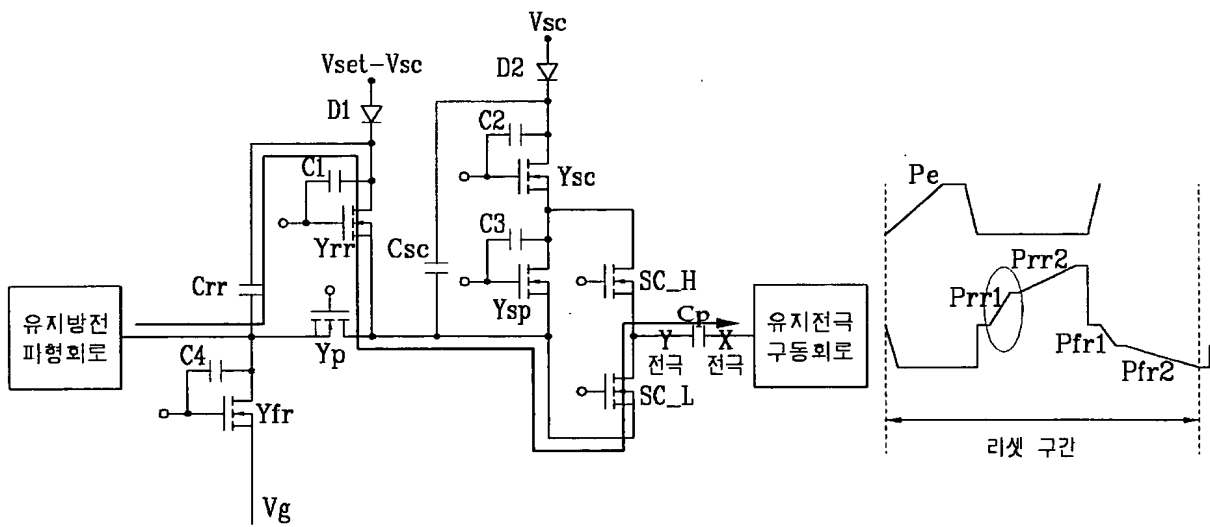 Vsc
D2
Vset-Vsc
D1
C2
Ysc
C1
Yrr
C3
Ysp
Csc
Crr
SC_H
Cp
유지방전
피형회로
Yp
Y
전극
X
전극
유지전극
구동회로
C4
Yfr
SC_L
Vg
Pe
Prr2
Prr1
Pfr1
Pfr2
리셋 구간